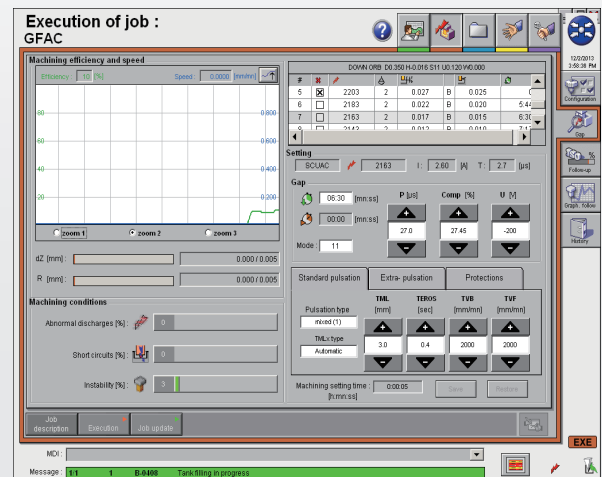 Execution of job :
GFAC
12/2/2013
3:58:36 PM
Configuration
Gap
Follow-up
Graph. follow
History
Machining efficiency and speed
Efficiency : 10 [%] Speed : 0.0000 [mm/mn]
80 0.800
60 0.600
40 0.400
20 0.200
zoom 1 zoom 2 zoom 3
dZ [mm] : 0.000 / 0.005
R [mm] : 0.000 / 0.005
Machining conditions
Abnormal discharges [%] : 0
Short circuits [%] : 0
Instability [%] : 3
DOWN ORB D0.350 H-0.016 S11 U0.120 W0.000
#
5 2203 2 0.027 B 0.025
6 2183 2 0.022 B 0.020 5:44
7 2163 2 0.017 B 0.015 6:30
8 2143 2 0.012 B 0.010
Setting
SCUAC 2163 I : 2.60 [A] T : 2.7 [µs]
Gap
06:30 [mn:ss] P [µs] Comp [%] U [V]
00:00 [mn:ss] 27.0 27.45 -200
Mode : 11
Standard pulsation Extra- pulsation Protections
Pulsation type TML [mm] TEROS [sec] TVB [mm/mn] TVF [mm/mn]
mixed (1)
TMLx type
Automatic 3.0 0.4 2000 2000
Machining setting time : 0:00:05 Save Restore
[h:mn:ss]
Job description Execution Job update
EXE
MDI :
Message : 1/1 1 B-0408 Tank filling in progress